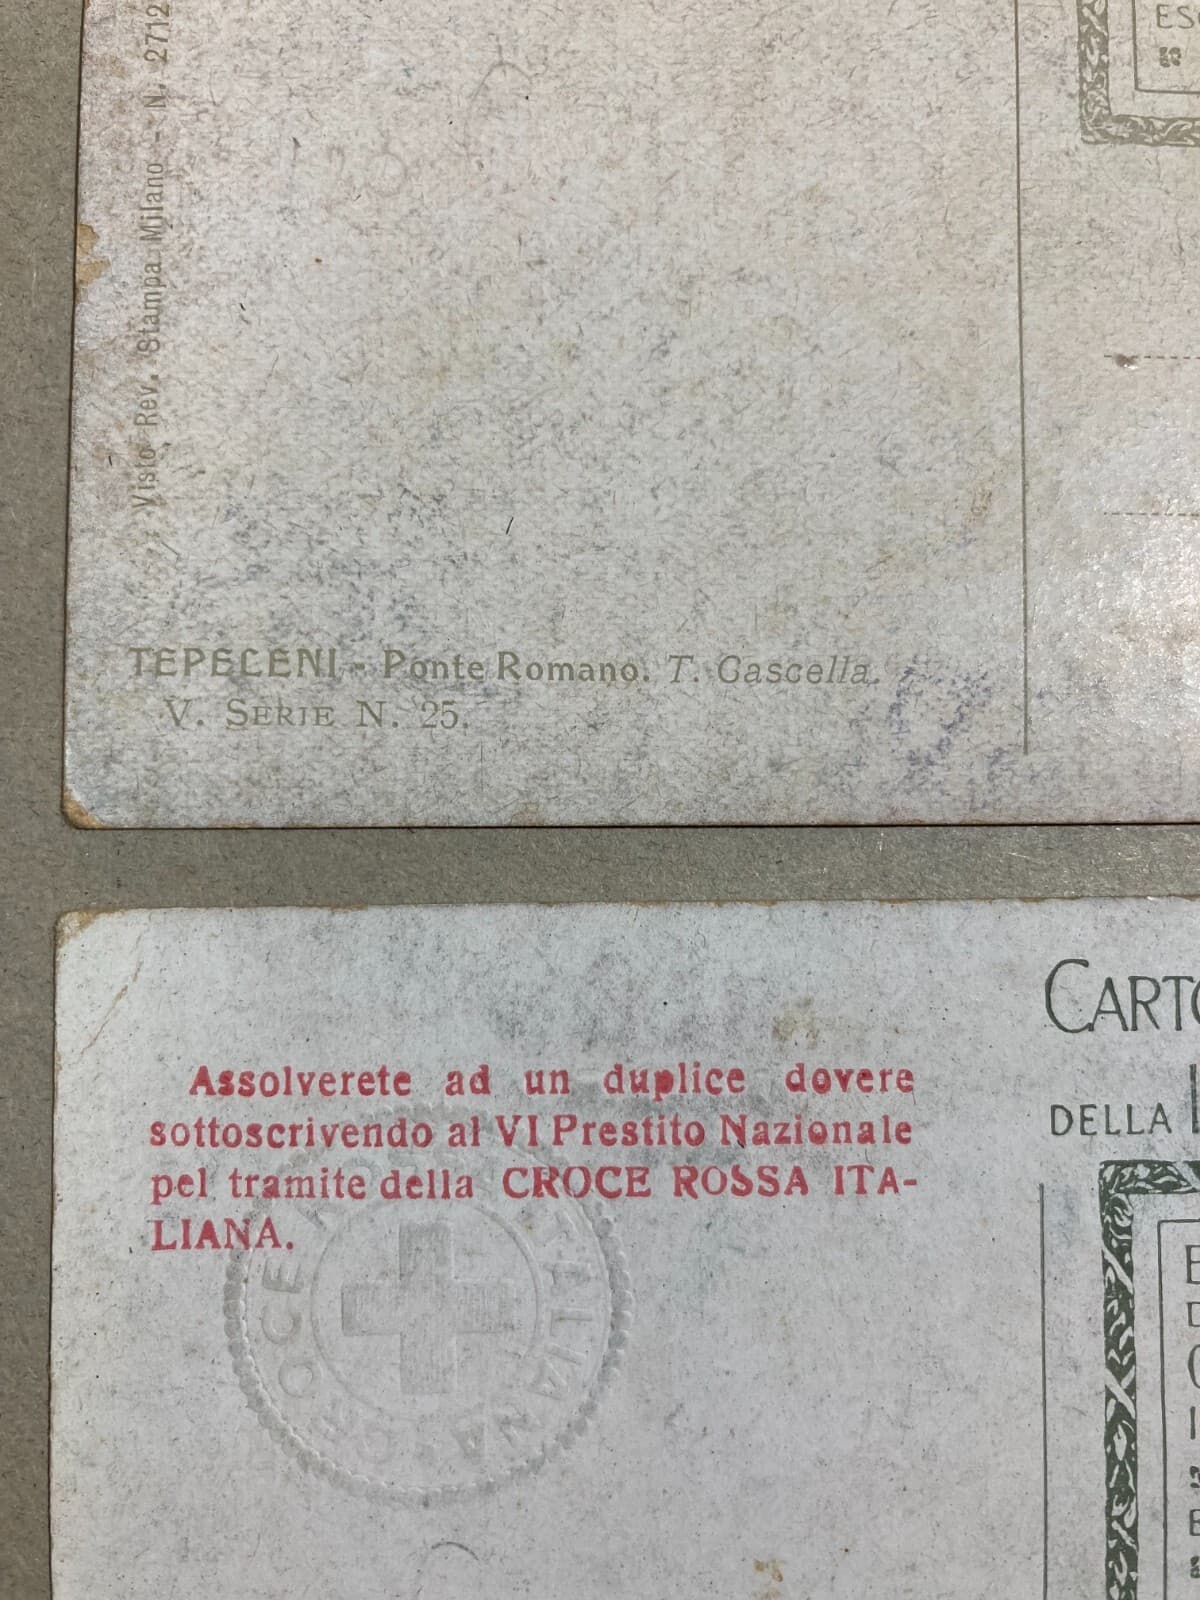 Visto Rev. Stampa Milano - N. 2712
TEPELENI - Ponte Romano. T. Cascella.
V. SERIE N. 25.
Assolverete ad un duplice dovere
sottoscrivendo al VI Prestito Nazionale
pel tramite della CROCE ROSSA ITA-
LIANA.
CROCE ROSSA ITALIANA
DELLA